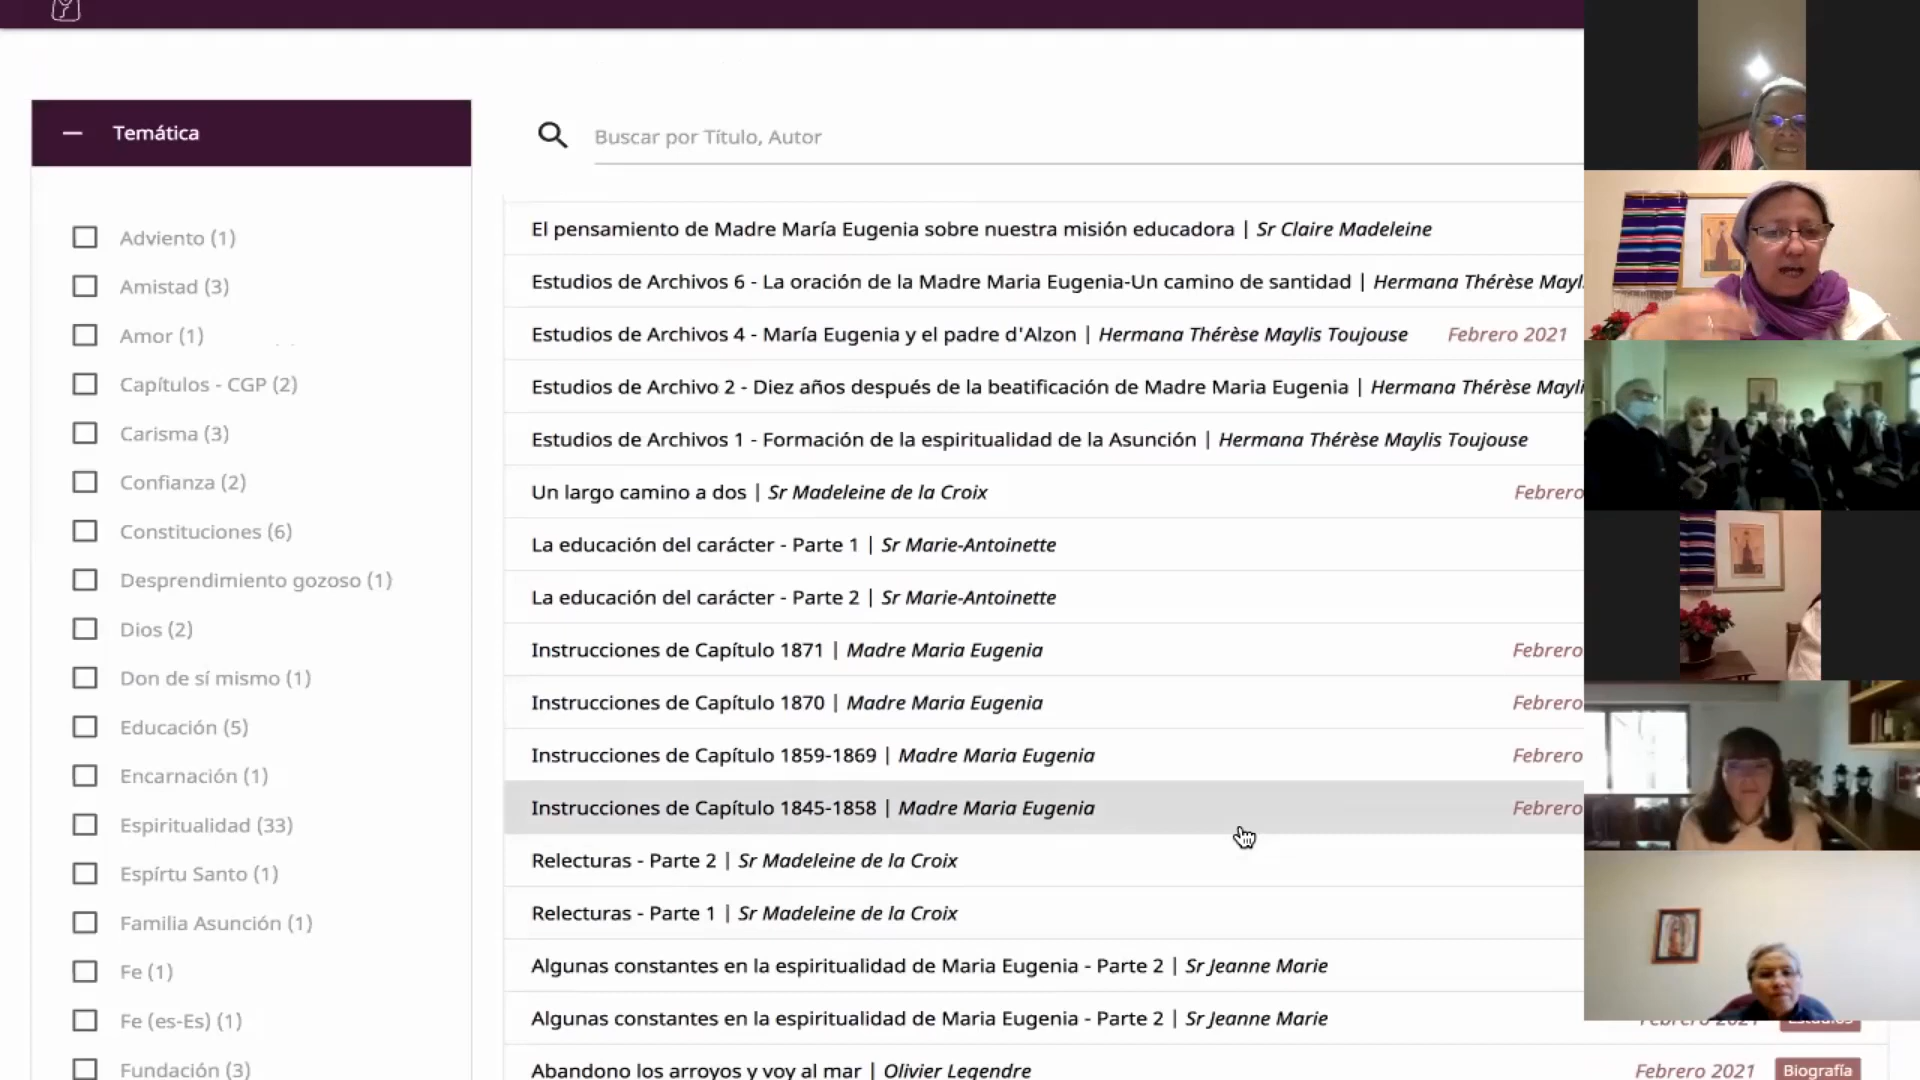 Temática
Buscar por Título, Autor
Adviento (1)
Amistad (3)
Amor (1)
Capítulos - CGP (2)
Carisma (3)
Confianza (2)
Constituciones (6)
Desprendimiento gozoso (1)
Dios (2)
Don de sí mismo (1)
Educación (5)
Encarnación (1)
Espiritualidad (33)
Espírtu Santo (1)
Familia Asunción (1)
Fe (1)
Fe (es-Es) (1)
Fundación (3)
El pensamiento de Madre María Eugenia sobre nuestra misión educadora | Sr Claire Madeleine
Estudios de Archivos 6 - La oración de la Madre Maria Eugenia-Un camino de santidad | Hermana Thérèse Mayl
Estudios de Archivos 4 - María Eugenia y el padre d'Alzon | Hermana Thérèse Maylis Toujouse Febrero 2021
Estudios de Archivo 2 - Diez años después de la beatificación de Madre Maria Eugenia | Hermana Thérèse Mayli
Estudios de Archivos 1 - Formación de la espiritualidad de la Asunción | Hermana Thérèse Maylis Toujouse
Un largo camino a dos | Sr Madeleine de la Croix Febrero
La educación del carácter - Parte 1 | Sr Marie-Antoinette
La educación del carácter - Parte 2 | Sr Marie-Antoinette
Instrucciones de Capítulo 1871 | Madre Maria Eugenia Febrero
Instrucciones de Capítulo 1870 | Madre Maria Eugenia Febrero
Instrucciones de Capítulo 1859-1869 | Madre Maria Eugenia Febrero
Instrucciones de Capítulo 1845-1858 | Madre Maria Eugenia Febrero
Relecturas - Parte 2 | Sr Madeleine de la Croix
Relecturas - Parte 1 | Sr Madeleine de la Croix
Algunas constantes en la espiritualidad de Maria Eugenia - Parte 2 | Sr Jeanne Marie
Algunas constantes en la espiritualidad de Maria Eugenia - Parte 2 | Sr Jeanne Marie Febrero 2021 Estudios
Abandono los arroyos y voy al mar | Olivier Legendre Febrero 2021 Biografía